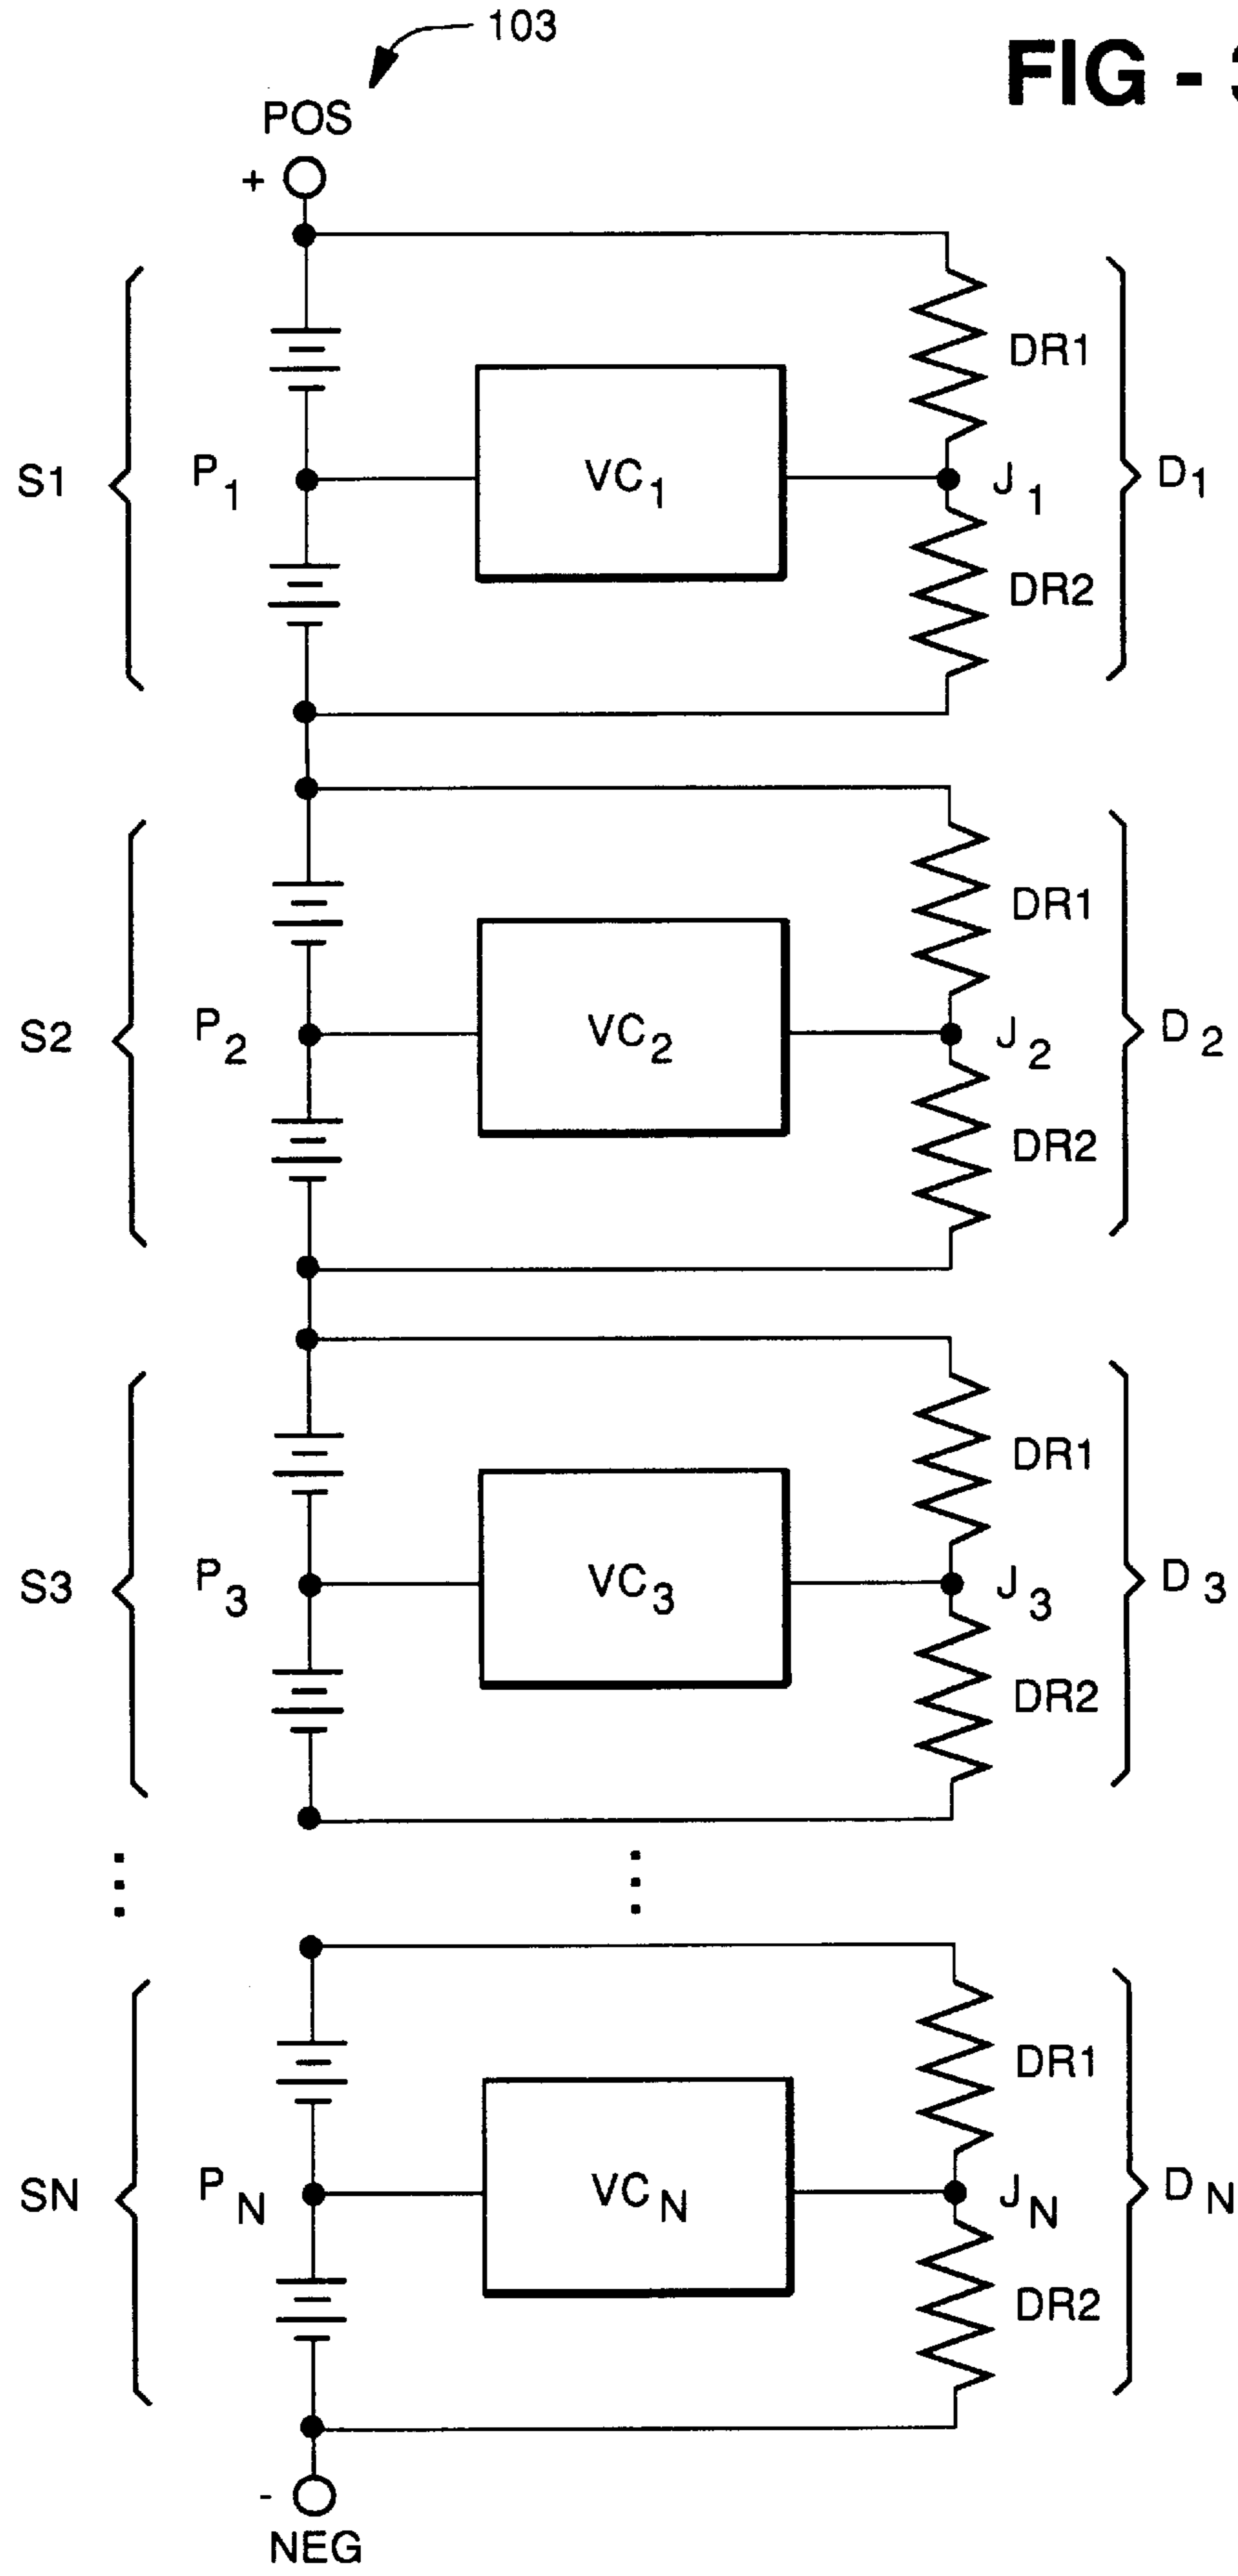 103
FIG - 3
POS
+
S1
P1
VC1
DR1
J1
DR2
D1
S2
P2
VC2
DR1
J2
DR2
D2
S3
P3
VC3
DR1
J3
DR2
D3
SN
PN
VCN
DR1
JN
DR2
DN
-
NEG